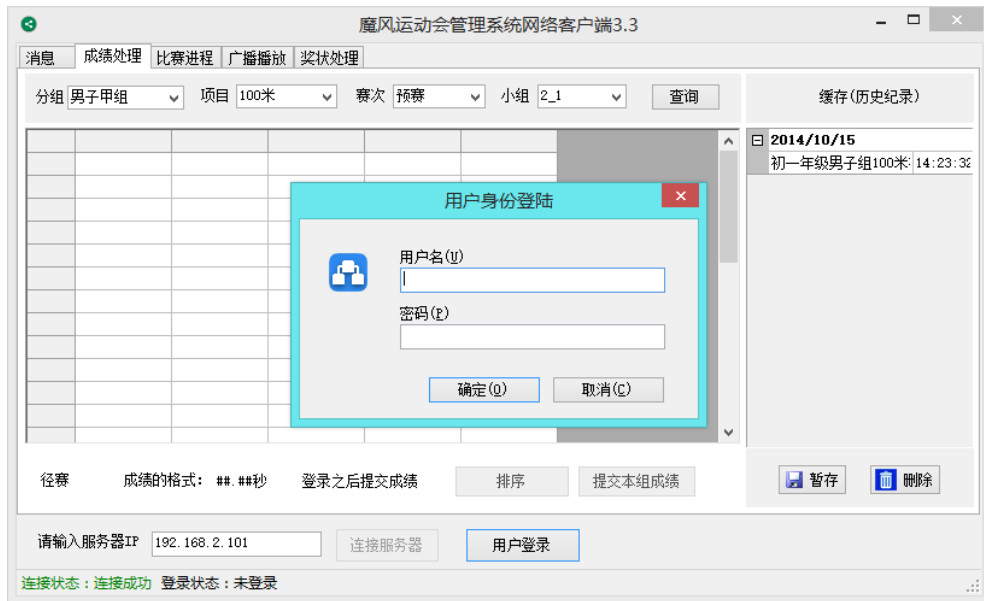 魔风运动会管理系统网络客户端3.3
消息 成绩处理 比赛进程 广播播放 奖状处理
分组 男子甲组 项目 100米 赛次 预赛 小组 2_1 查询 缓存(历史纪录)
2014/10/15
初一年级男子组100米 14:23:32
用户身份登陆
用户名(U)
密码(P)
确定(O) 取消(C)
径赛 成绩的格式: ##.##秒 登录之后提交成绩 排序 提交本组成绩 暂存 删除
请输入服务器IP 192.168.2.101 连接服务器 用户登录
连接状态：连接成功 登录状态：未登录